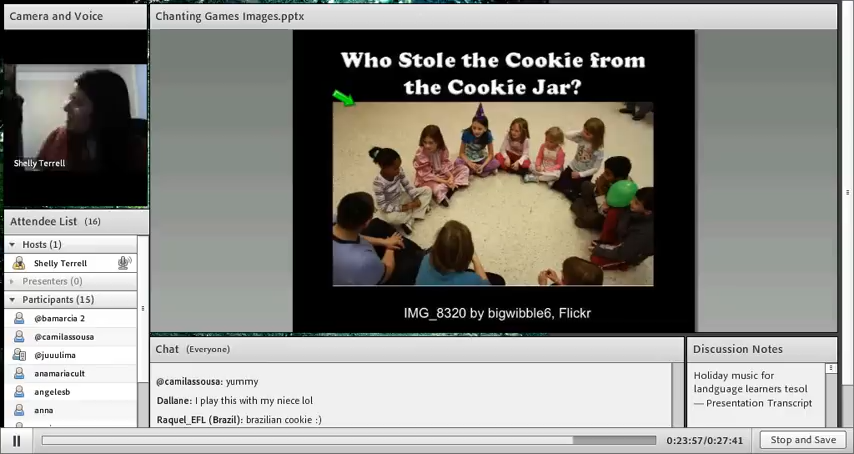 Camera and Voice
Chanting Games Images.pptx
Who Stole the Cookie from
the Cookie Jar?
Shelly Terrell
IMG_8320 by bigwibble6, Flickr
Attendee List (16)
Hosts (1)
Shelly Terrell
Presenters (0)
Participants (15)
@bamarcia 2
@camilassousa
@juuulima
anamariacult
angelesb
anna
Chat (Everyone)
@camilassousa: yummy
Dallane: I play this with my niece lol
Raquel_EFL (Brazil): brazilian cookie :)
Discussion Notes
Holiday music for
landguage learners tesol
— Presentation Transcript
0:23:57/0:27:41
Stop and Save